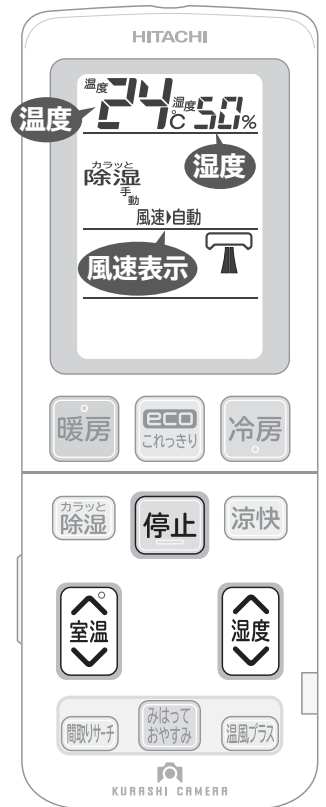 HITACHI
温度 24℃ 湿度 50%
温度
湿度
カラッと
除湿
手動
風速▶自動
風速表示
暖房
eco
これっきり
冷房
カラッと
除湿
停止
涼快
室温
湿度
間取りサーチ
みはって
おやすみ
温風プラス
KURASHI CAMERA